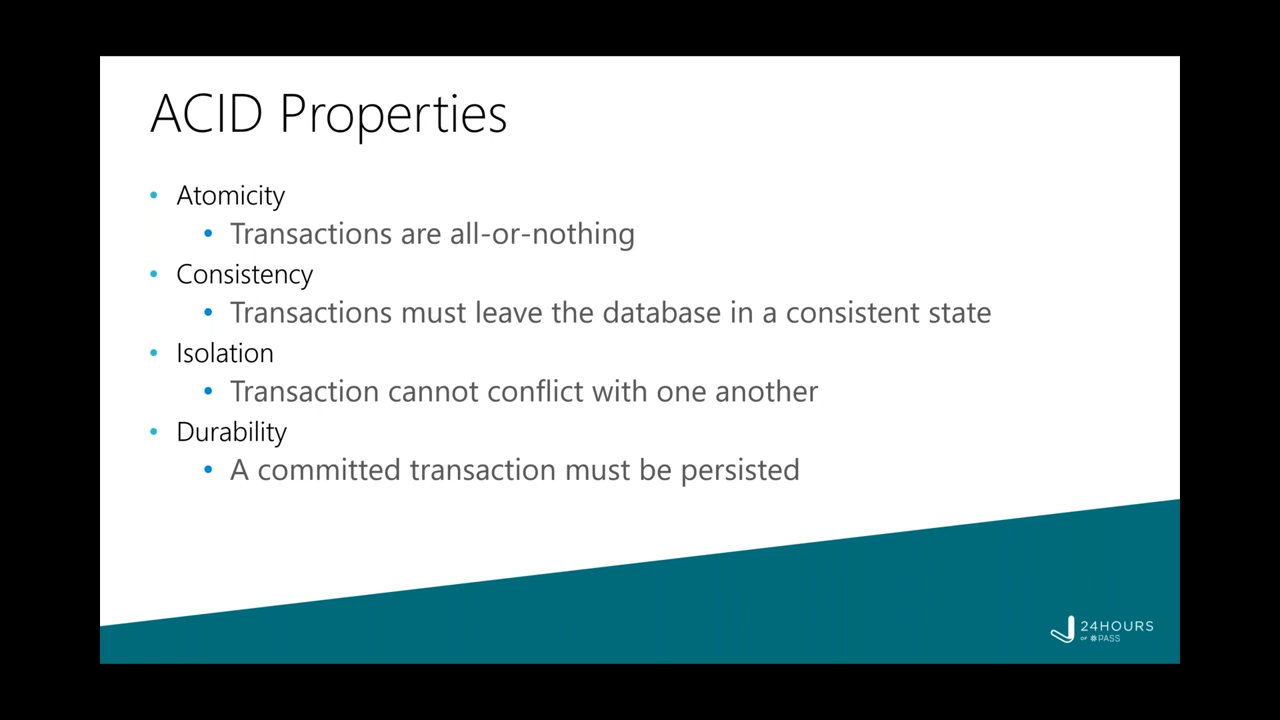 ACID Properties
• Atomicity
• Transactions are all-or-nothing
• Consistency
• Transactions must leave the database in a consistent state
• Isolation
• Transaction cannot conflict with one another
• Durability
• A committed transaction must be persisted
24HOURS
OF PASS